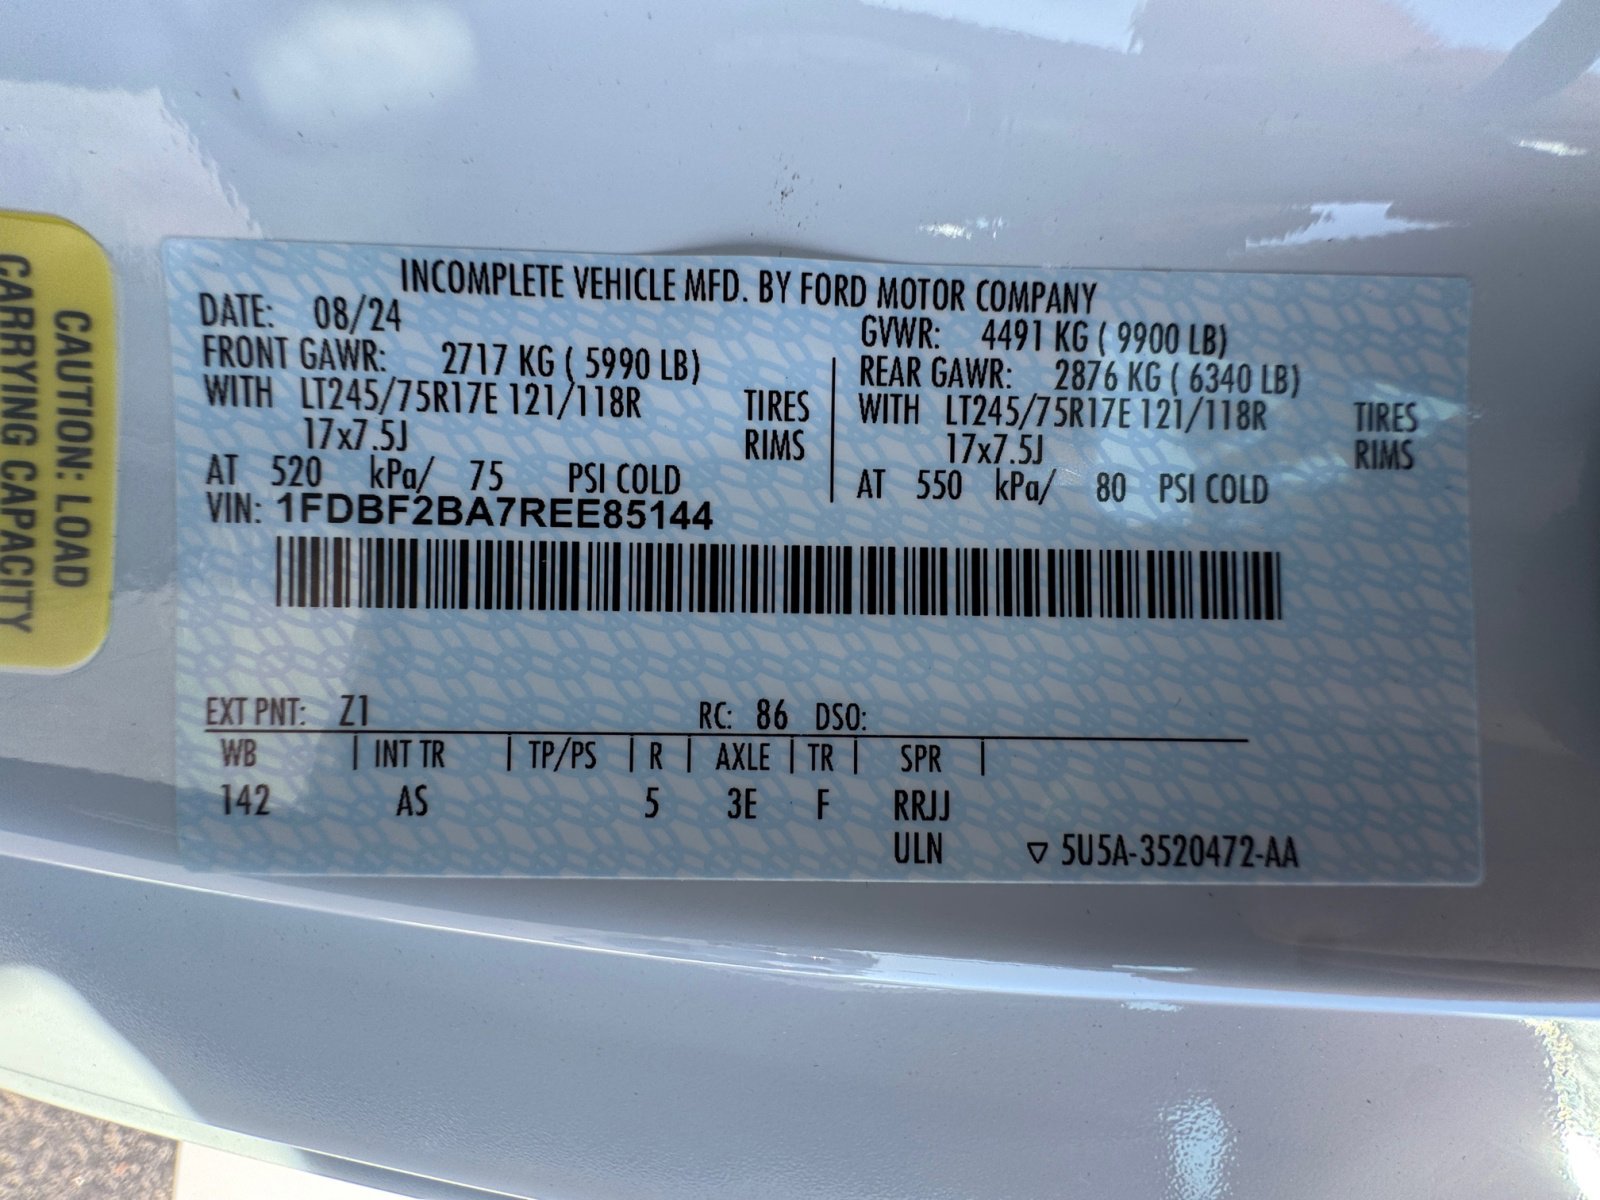 CAUTION: LOAD
CARRYING CAPACITY
INCOMPLETE VEHICLE MFD. BY FORD MOTOR COMPANY
DATE: 08/24 GVWR: 4491 KG ( 9900 LB)
FRONT GAWR: 2717 KG ( 5990 LB) REAR GAWR: 2876 KG ( 6340 LB)
WITH LT245/75R17E 121/118R TIRES WITH LT245/75R17E 121/118R TIRES
17x7.5J RIMS 17x7.5J RIMS
AT 520 kPa/ 75 PSI COLD AT 550 kPa/ 80 PSI COLD
VIN: 1FDBF2BA7REE85144
EXT PNT: Z1 RC: 86 DSO:
WB | INT TR | TP/PS | R | AXLE | TR | SPR |
142 AS 5 3E F RRJJ
ULN ▽ 5U5A-3520472-AA